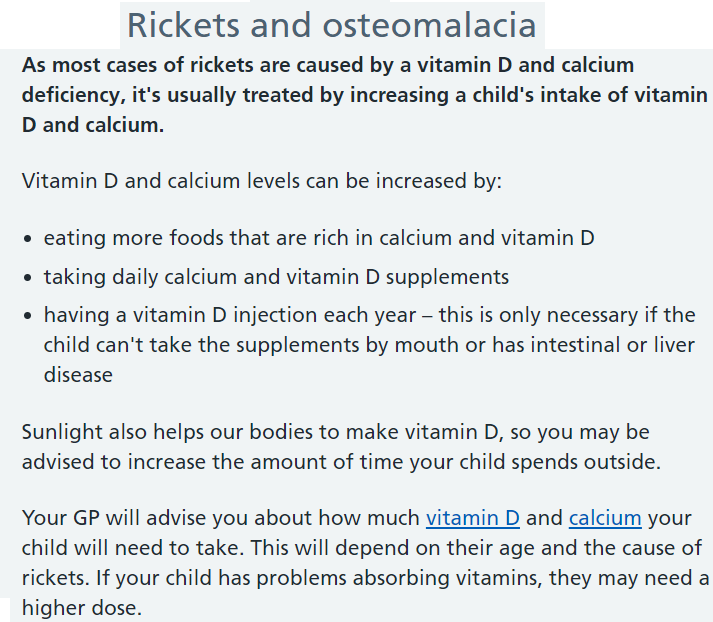 Rickets and osteomalacia
As most cases of rickets are caused by a vitamin D and calcium
deficiency, it's usually treated by increasing a child's intake of vitamin
D and calcium.
Vitamin D and calcium levels can be increased by:
• eating more foods that are rich in calcium and vitamin D
• taking daily calcium and vitamin D supplements
• having a vitamin D injection each year – this is only necessary if the
child can't take the supplements by mouth or has intestinal or liver
disease
Sunlight also helps our bodies to make vitamin D, so you may be
advised to increase the amount of time your child spends outside.
Your GP will advise you about how much vitamin D and calcium your
child will need to take. This will depend on their age and the cause of
rickets. If your child has problems absorbing vitamins, they may need a
higher dose.